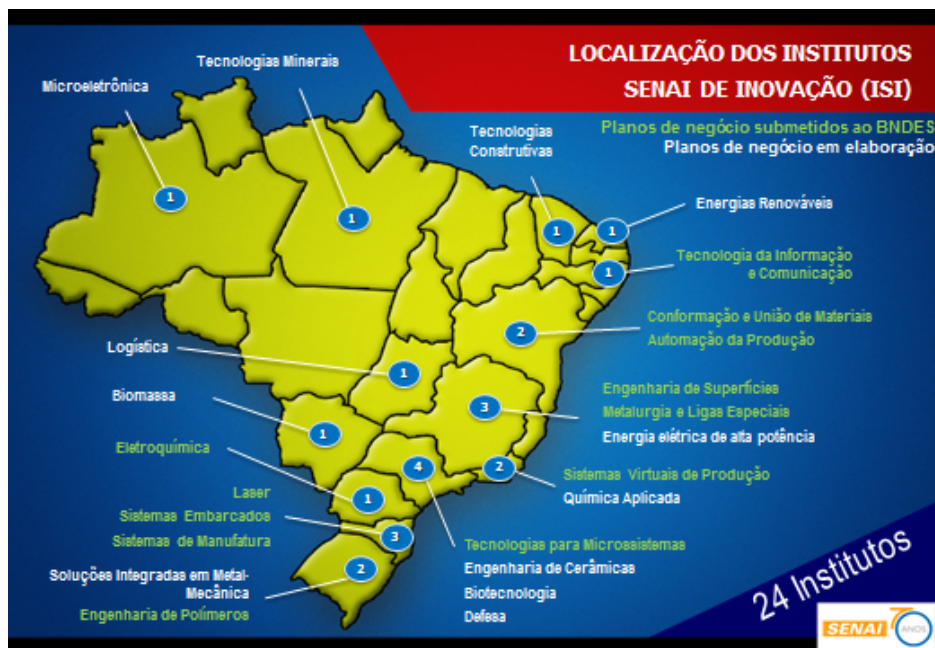 LOCALIZAÇÃO DOS INSTITUTOS
SENAI DE INOVAÇÃO (ISI)
Planos de negócio submetidos ao BNDES
Planos de negócio em elaboração
Tecnologias Minerais
Microeletrônica
Tecnologias
Construtivas
Energias Renováveis
Tecnologia da Informação
e Comunicação
Conformação e União de Materiais
Automação da Produção
Logística
Biomassa
Engenharia de Superfícies
Metalurgia e Ligas Especiais
Energia elétrica de alta potência
Eletroquímica
Sistemas Virtuais de Produção
Química Aplicada
Laser
Sistemas Embarcados
Sistemas de Manufatura
Tecnologias para Microssistemas
Engenharia de Cerâmicas
Biotecnologia
Defesa
Soluções Integradas em Metal-
Mecânica
Engenharia de Polímeros
1
1
1
1
1
2
1
3
1
4
2
1
3
2
24 Institutos
SENAI 70 ANOS